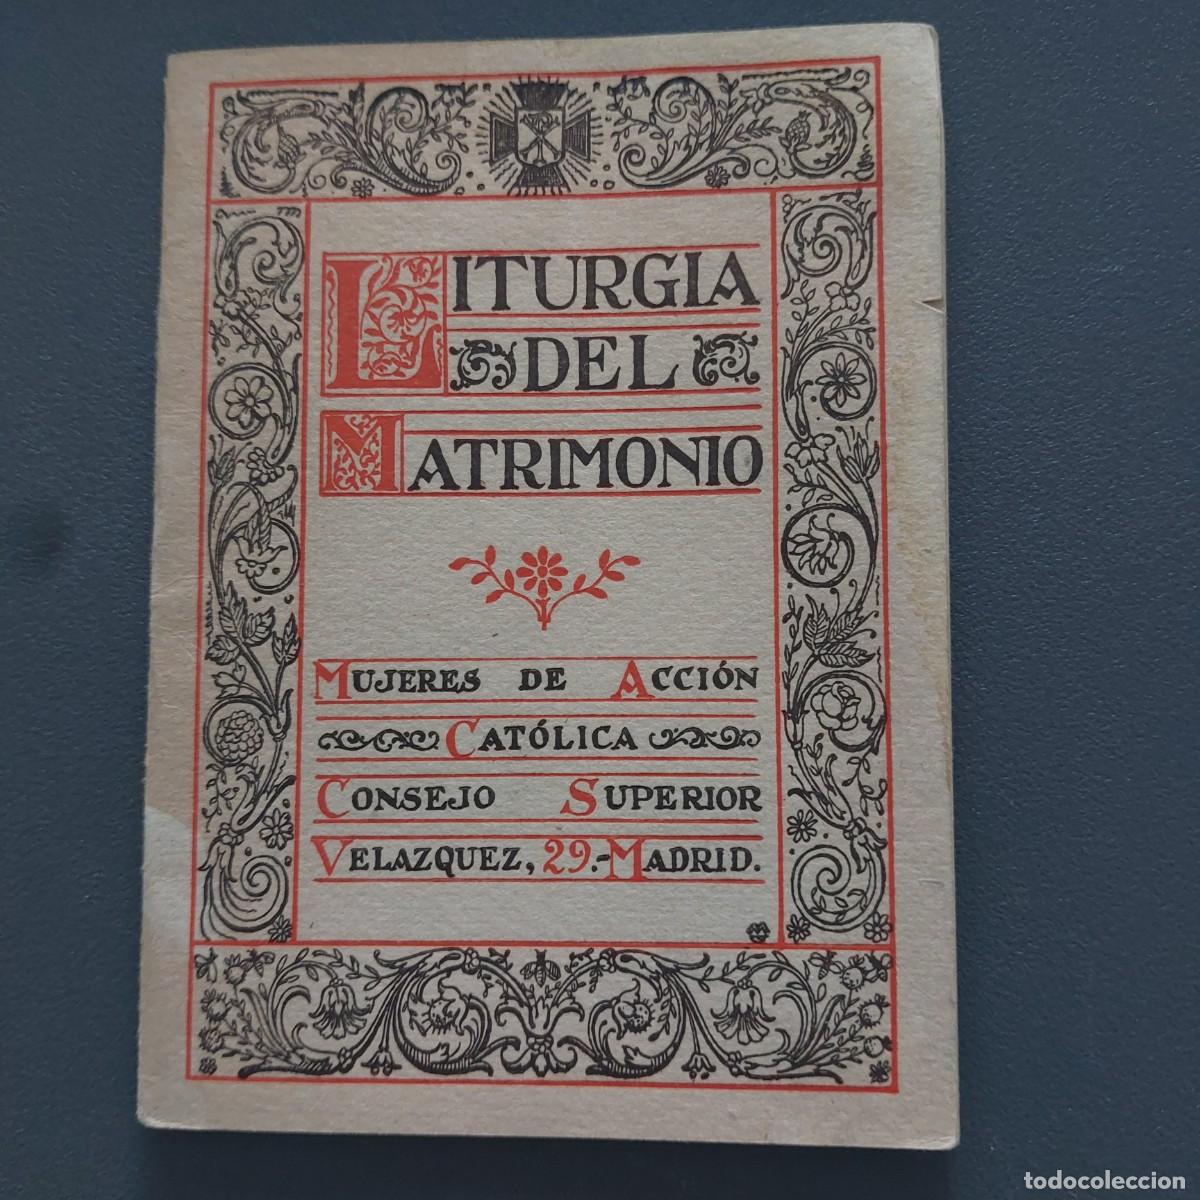 LITURGIA
DEL
MATRIMONIO
MUJERES DE ACCIÓN
CATÓLICA
CONSEJO SUPERIOR
VELAZQUEZ, 29.-MADRID.
todocoleccion